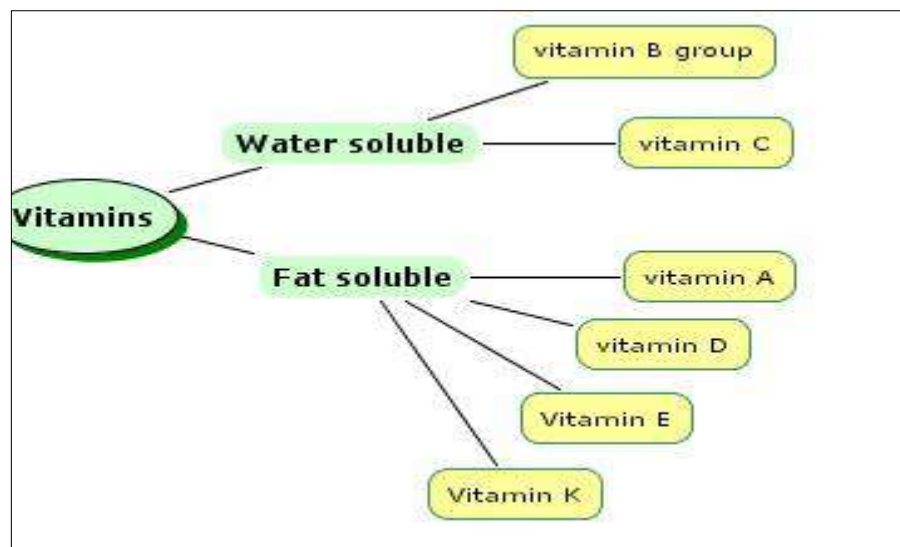 vitamin B group
Water soluble
vitamin C
Vitamins
Fat soluble
vitamin A
vitamin D
Vitamin E
Vitamin K